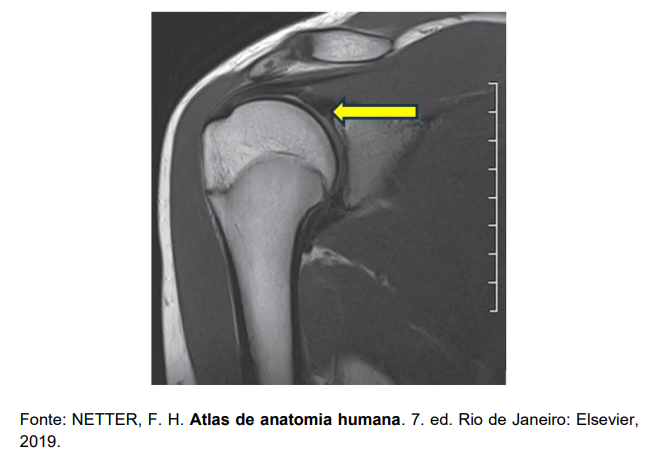 Fonte: NETTER, F. H. Atlas de anatomia humana. 7. ed. Rio de Janeiro: Elsevier,
2019.